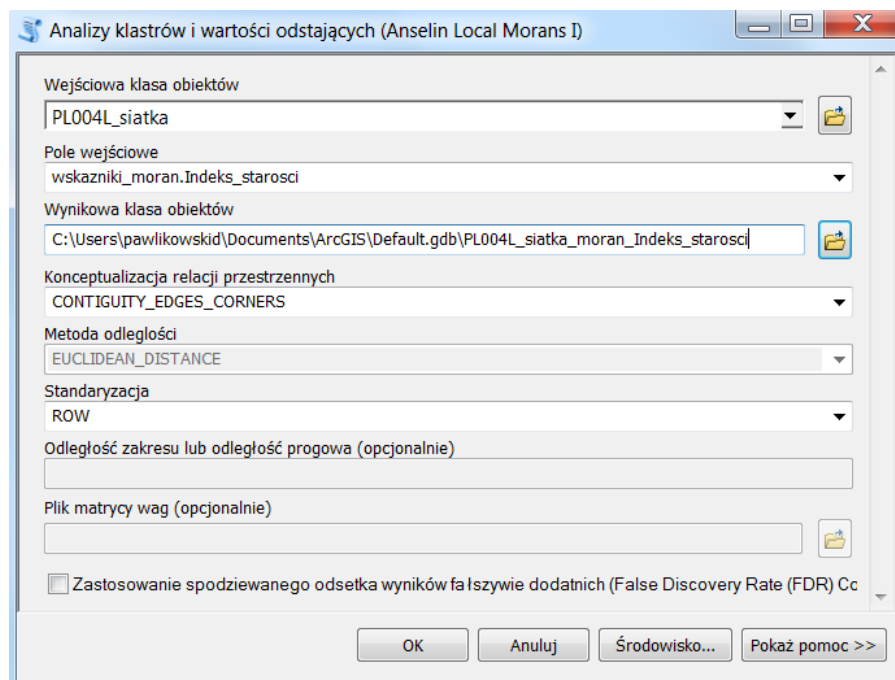 Analizy klastrów i wartości odstających (Anselin Local Morans I)
Wejściowa klasa obiektów
PL004L_siatka
Pole wejściowe
wskazniki_moran.Indeks_starosci
Wynikowa klasa obiektów
C:\Users\pawlikowskid\Documents\ArcGIS\Default.gdb\PL004L_siatka_moran_Indeks_starosci
Konceptualizacja relacji przestrzennych
CONTIGUITY_EDGES_CORNERS
Metoda odległości
EUCLIDEAN_DISTANCE
Standaryzacja
ROW
Odległość zakresu lub odległość progowa (opcjonalnie)
Plik matrycy wag (opcjonalnie)
Zastosowanie spodziewanego odsetka wyników fałszywie dodatnich (False Discovery Rate (FDR) Cc
OK Anuluj Środowisko... Pokaż pomoc >>